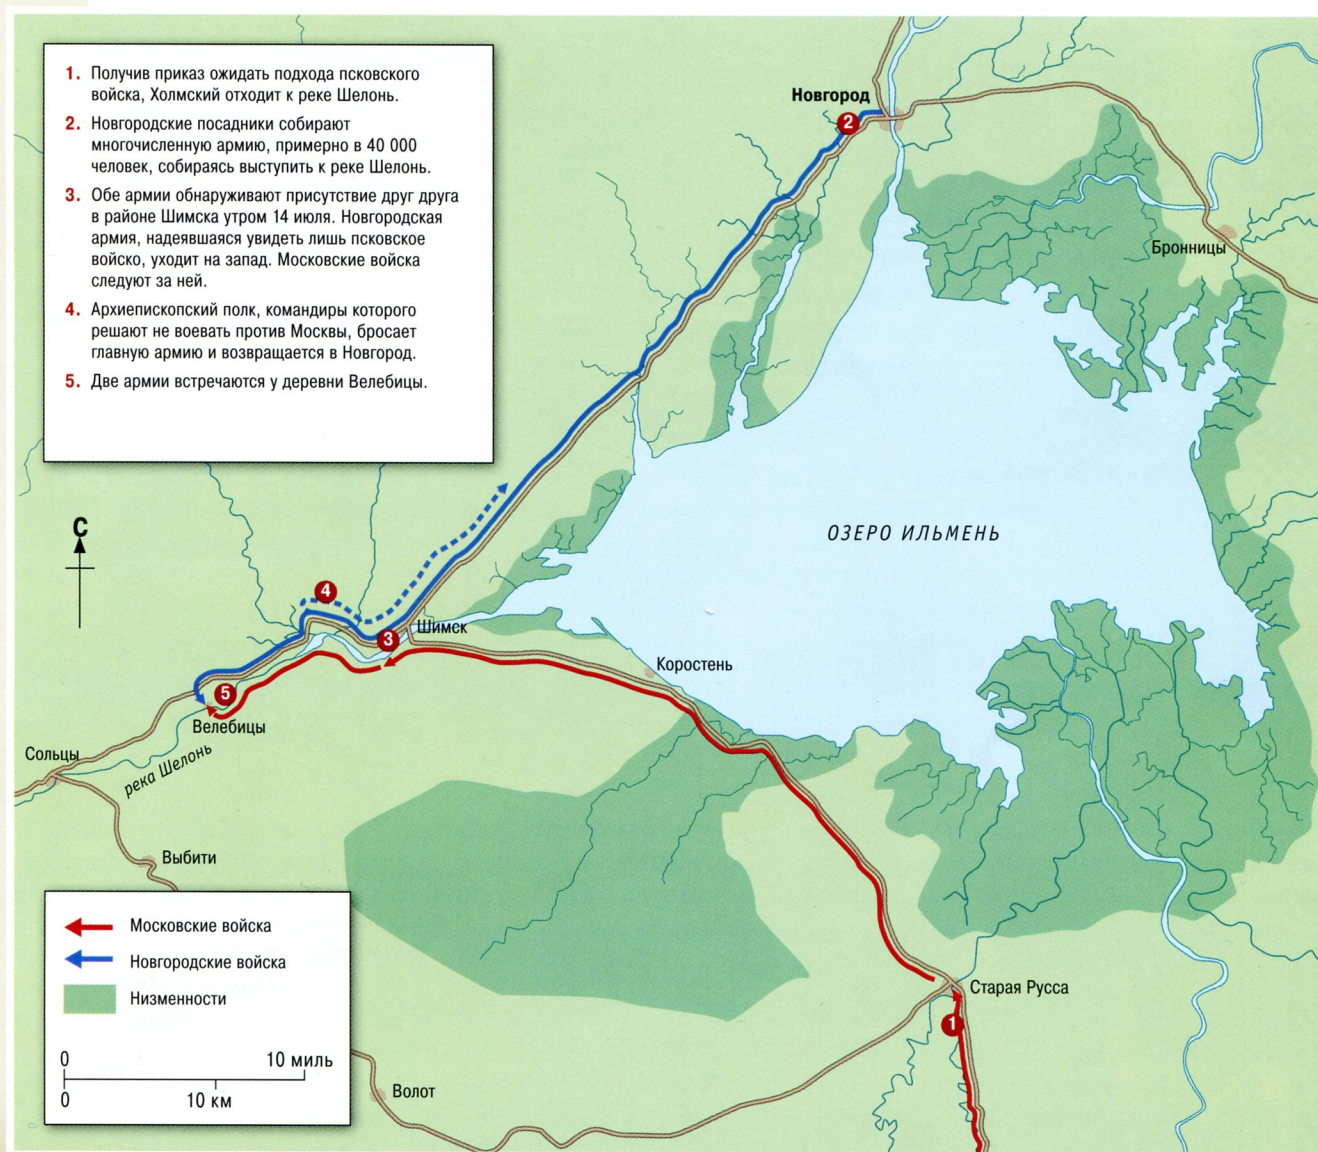 1. Получив приказ ожидать подхода псковского
войска, Холмский отходит к реке Шелонь.
2. Новгородские посадники собирают
многочисленную армию, примерно в 40 000
человек, собираясь выступить к реке Шелонь.
3. Обе армии обнаруживают присутствие друг друга
в районе Шимска утром 14 июля. Новгородская
армия, надеявшаяся увидеть лишь псковское
войско, уходит на запад. Московские войска
следуют за ней.
4. Архиепископский полк, командиры которого
решают не воевать против Москвы, бросает
главную армию и возвращается в Новгород.
5. Две армии встречаются у деревни Велебицы.
Новгород
2
Бронницы
С
ОЗЕРО ИЛЬМЕНЬ
4
3
Шимск
Коростень
5
Велебицы
Сольцы
река Шелонь
Выбити
Московские войска
Новгородские войска
Низменности
0 10 миль
0 10 км
Старая Русса
1
Волот